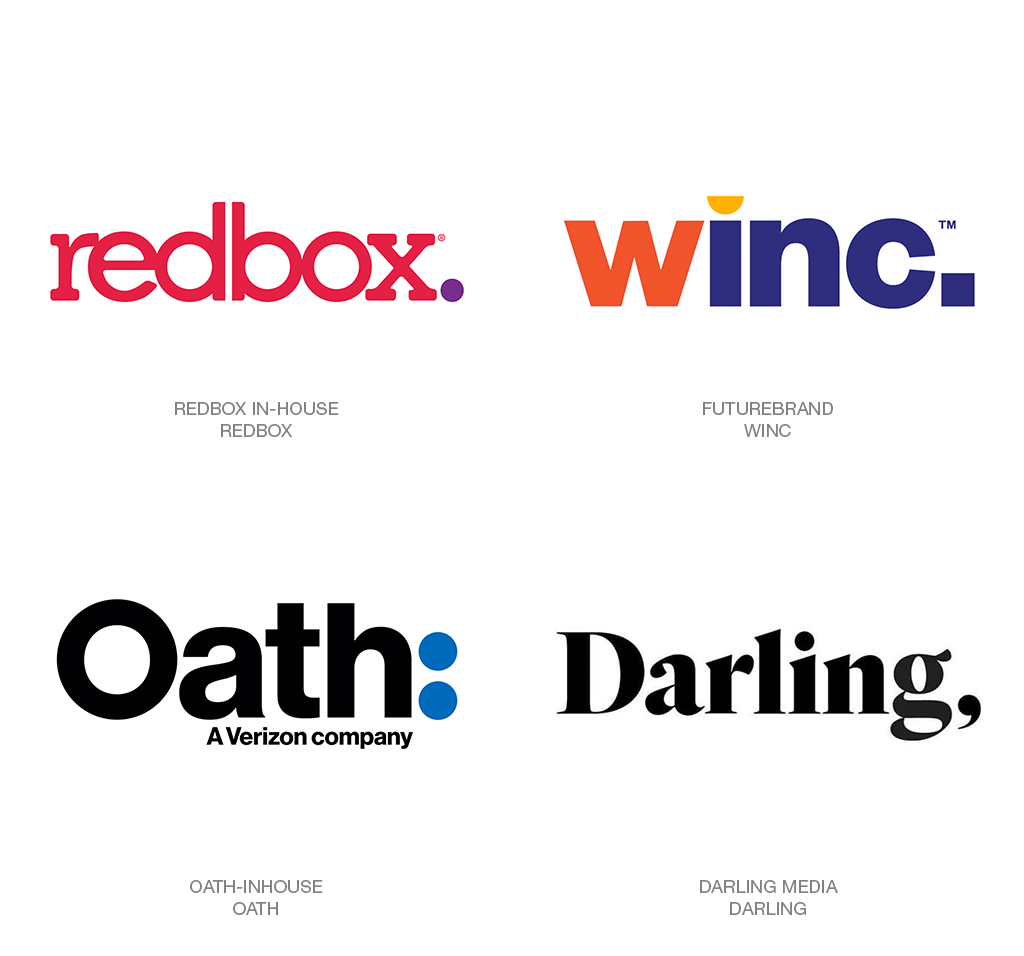 redbox.®
winc.™
REDBOX IN-HOUSE
REDBOX
FUTUREBRAND
WINC
Oath:
A Verizon company
Darling,
OATH-INHOUSE
OATH
DARLING MEDIA
DARLING